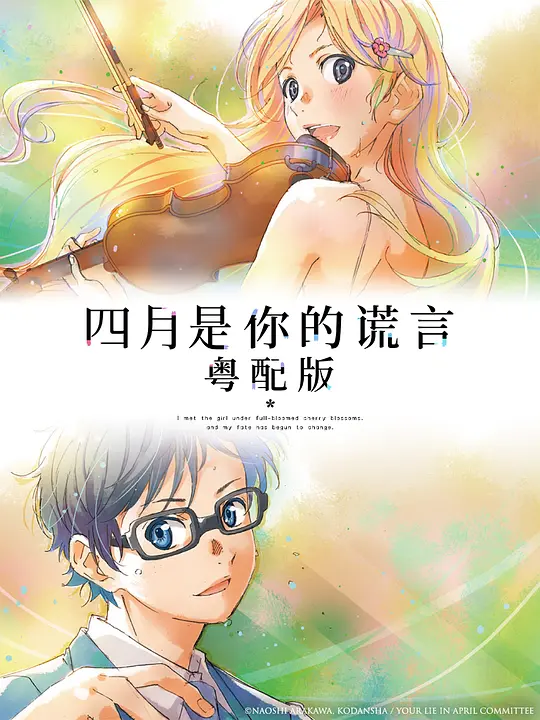 四月是你的谎言
粤配版
*
I met the girl under full-bloomed cherry blossoms,
and my fate has begun to change.
©NAOSHI ARAKAWA, KODANSHA / YOUR LIE IN APRIL COMMITTEE